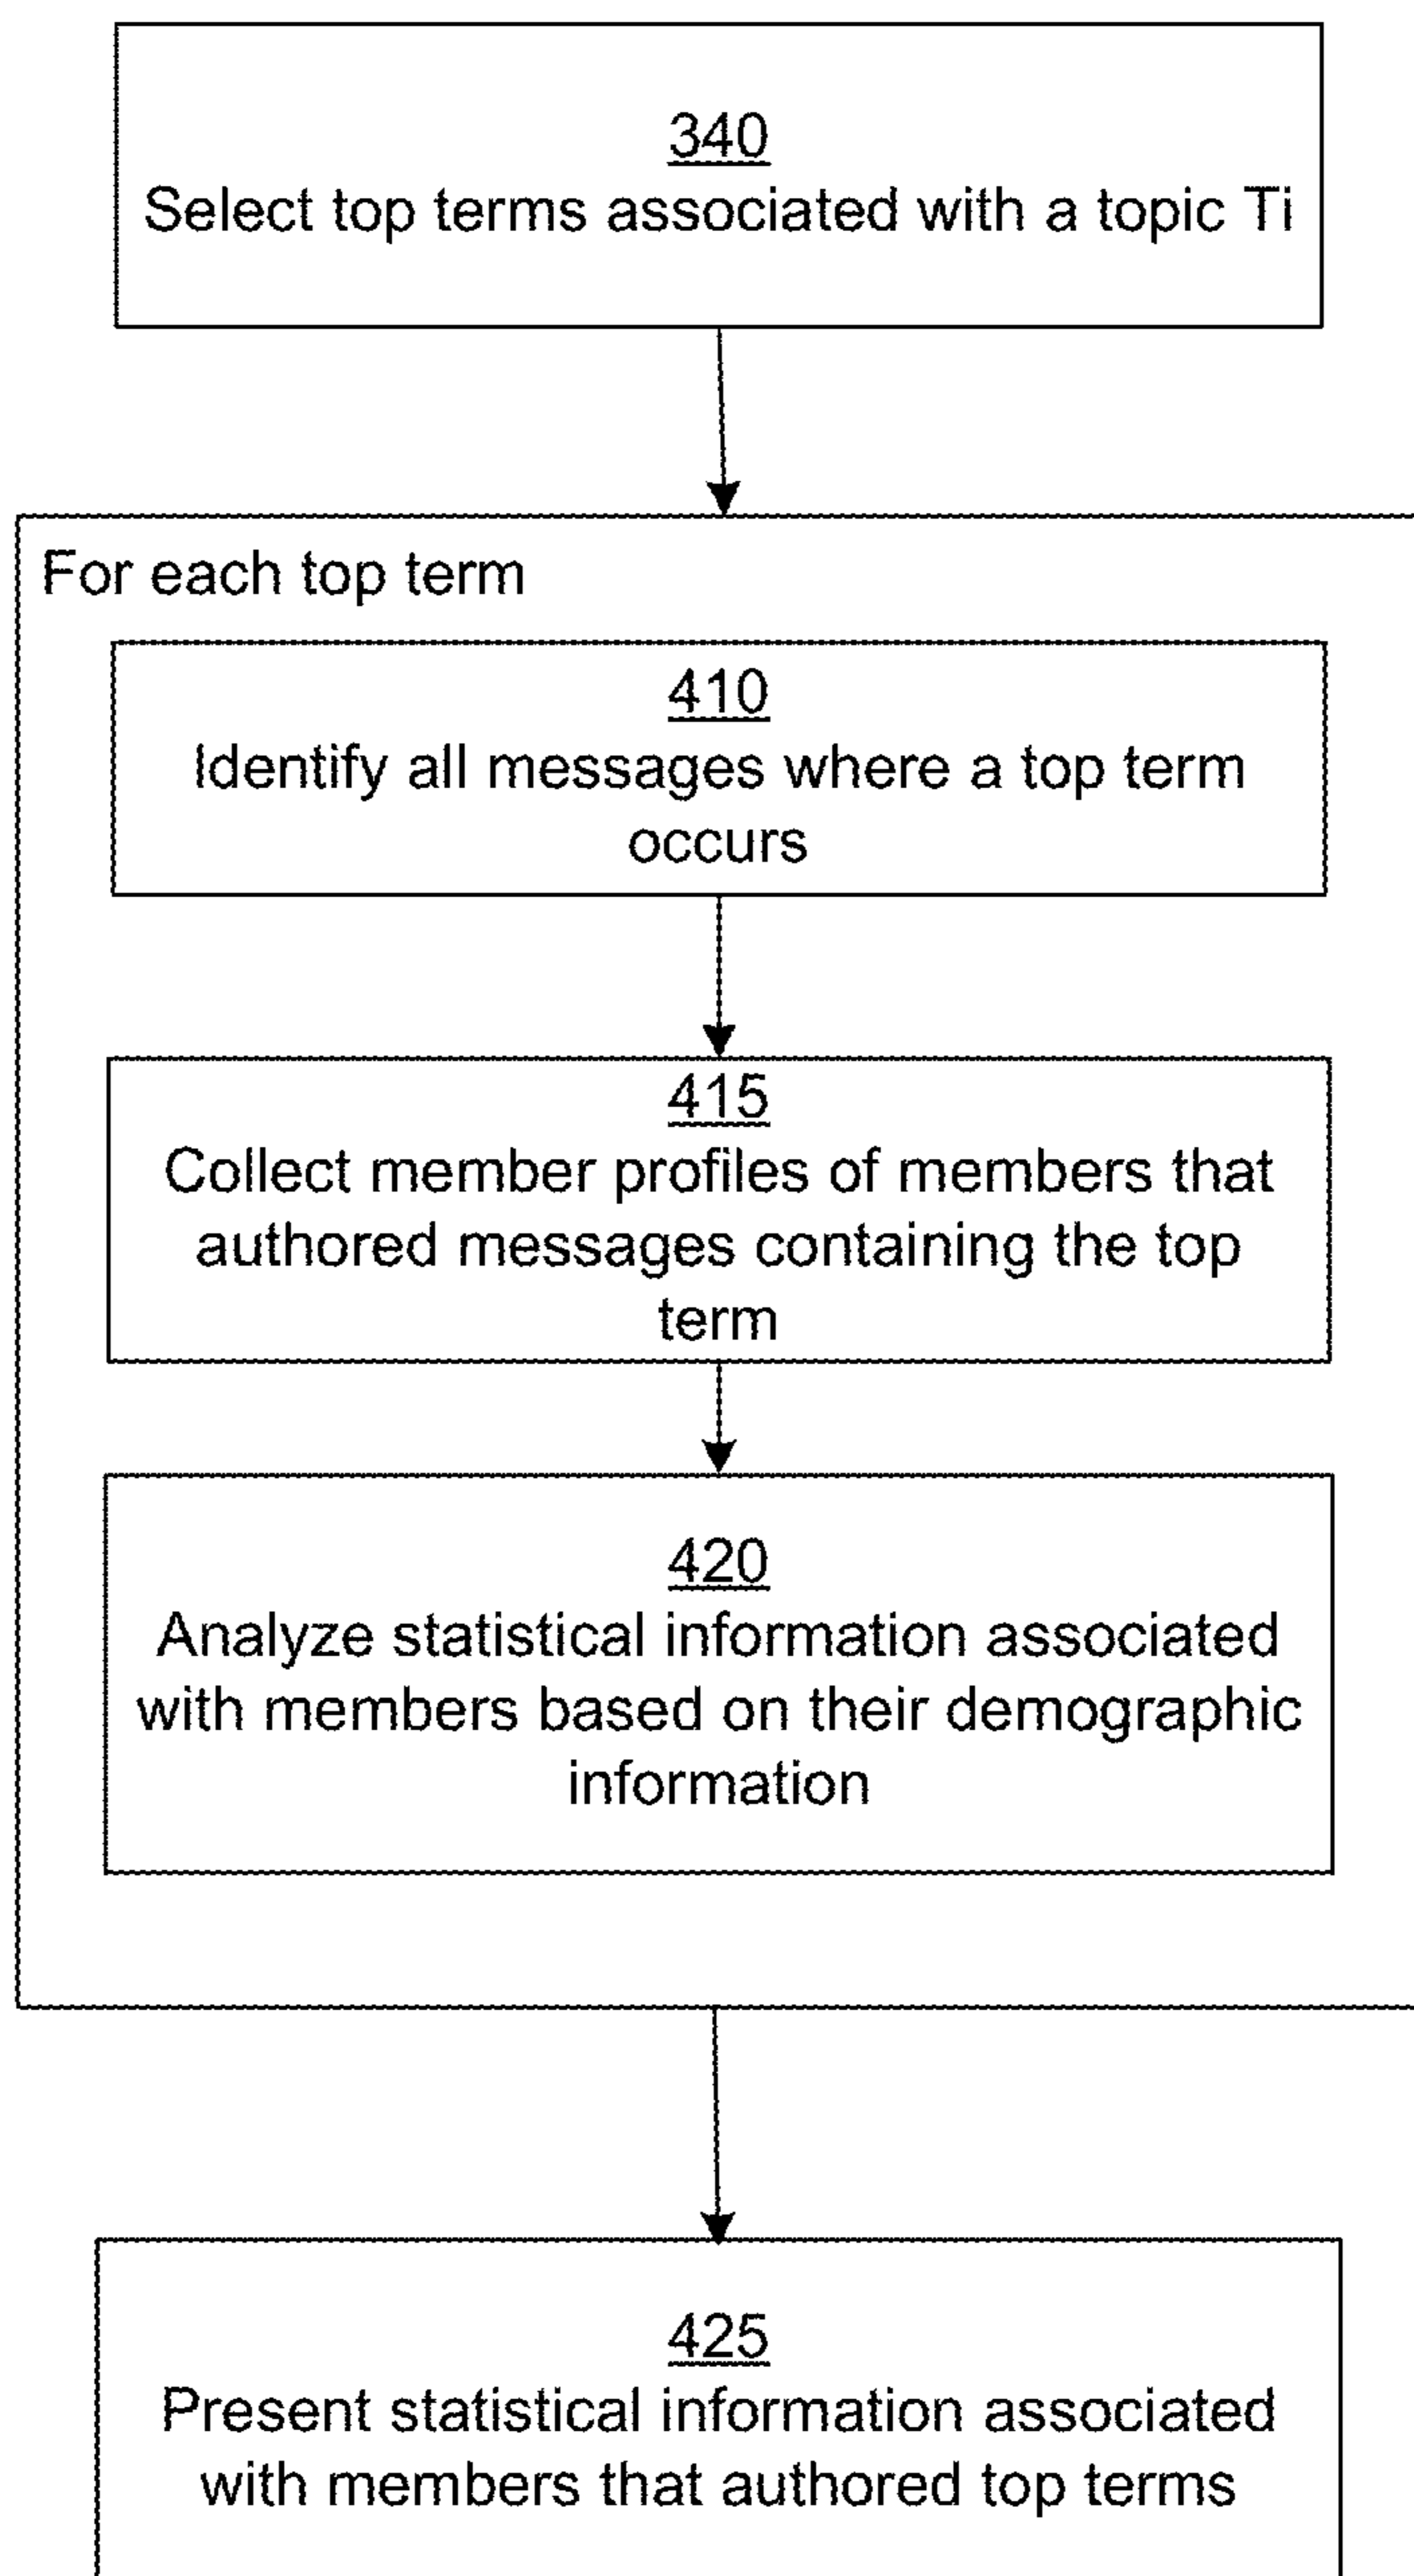 340
Select top terms associated with a topic Ti
For each top term
410
Identify all messages where a top term
occurs
415
Collect member profiles of members that
authored messages containing the top
term
420
Analyze statistical information associated
with members based on their demographic
information
425
Present statistical information associated
with members that authored top terms